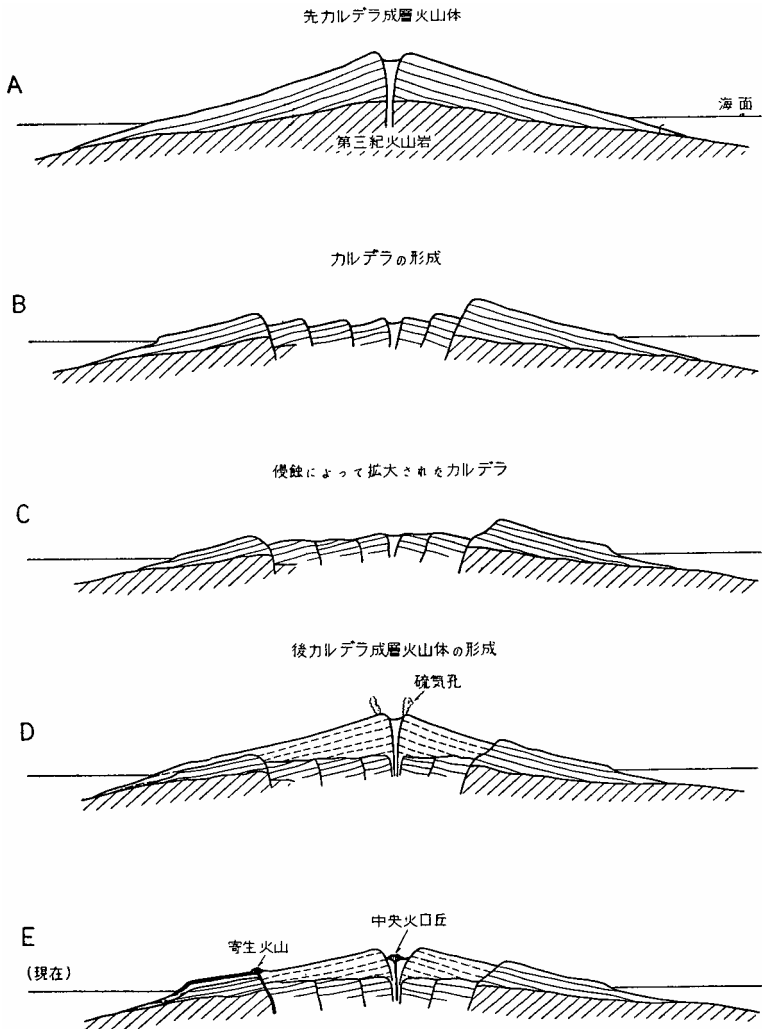 先カルデラ成層火山体
A
海面
第三紀火山岩
カルデラの形成
B
侵蝕によって拡大されたカルデラ
C
後カルデラ成層火山体の形成
硫気孔
D
中央火口丘
E
寄生火山
(現在)